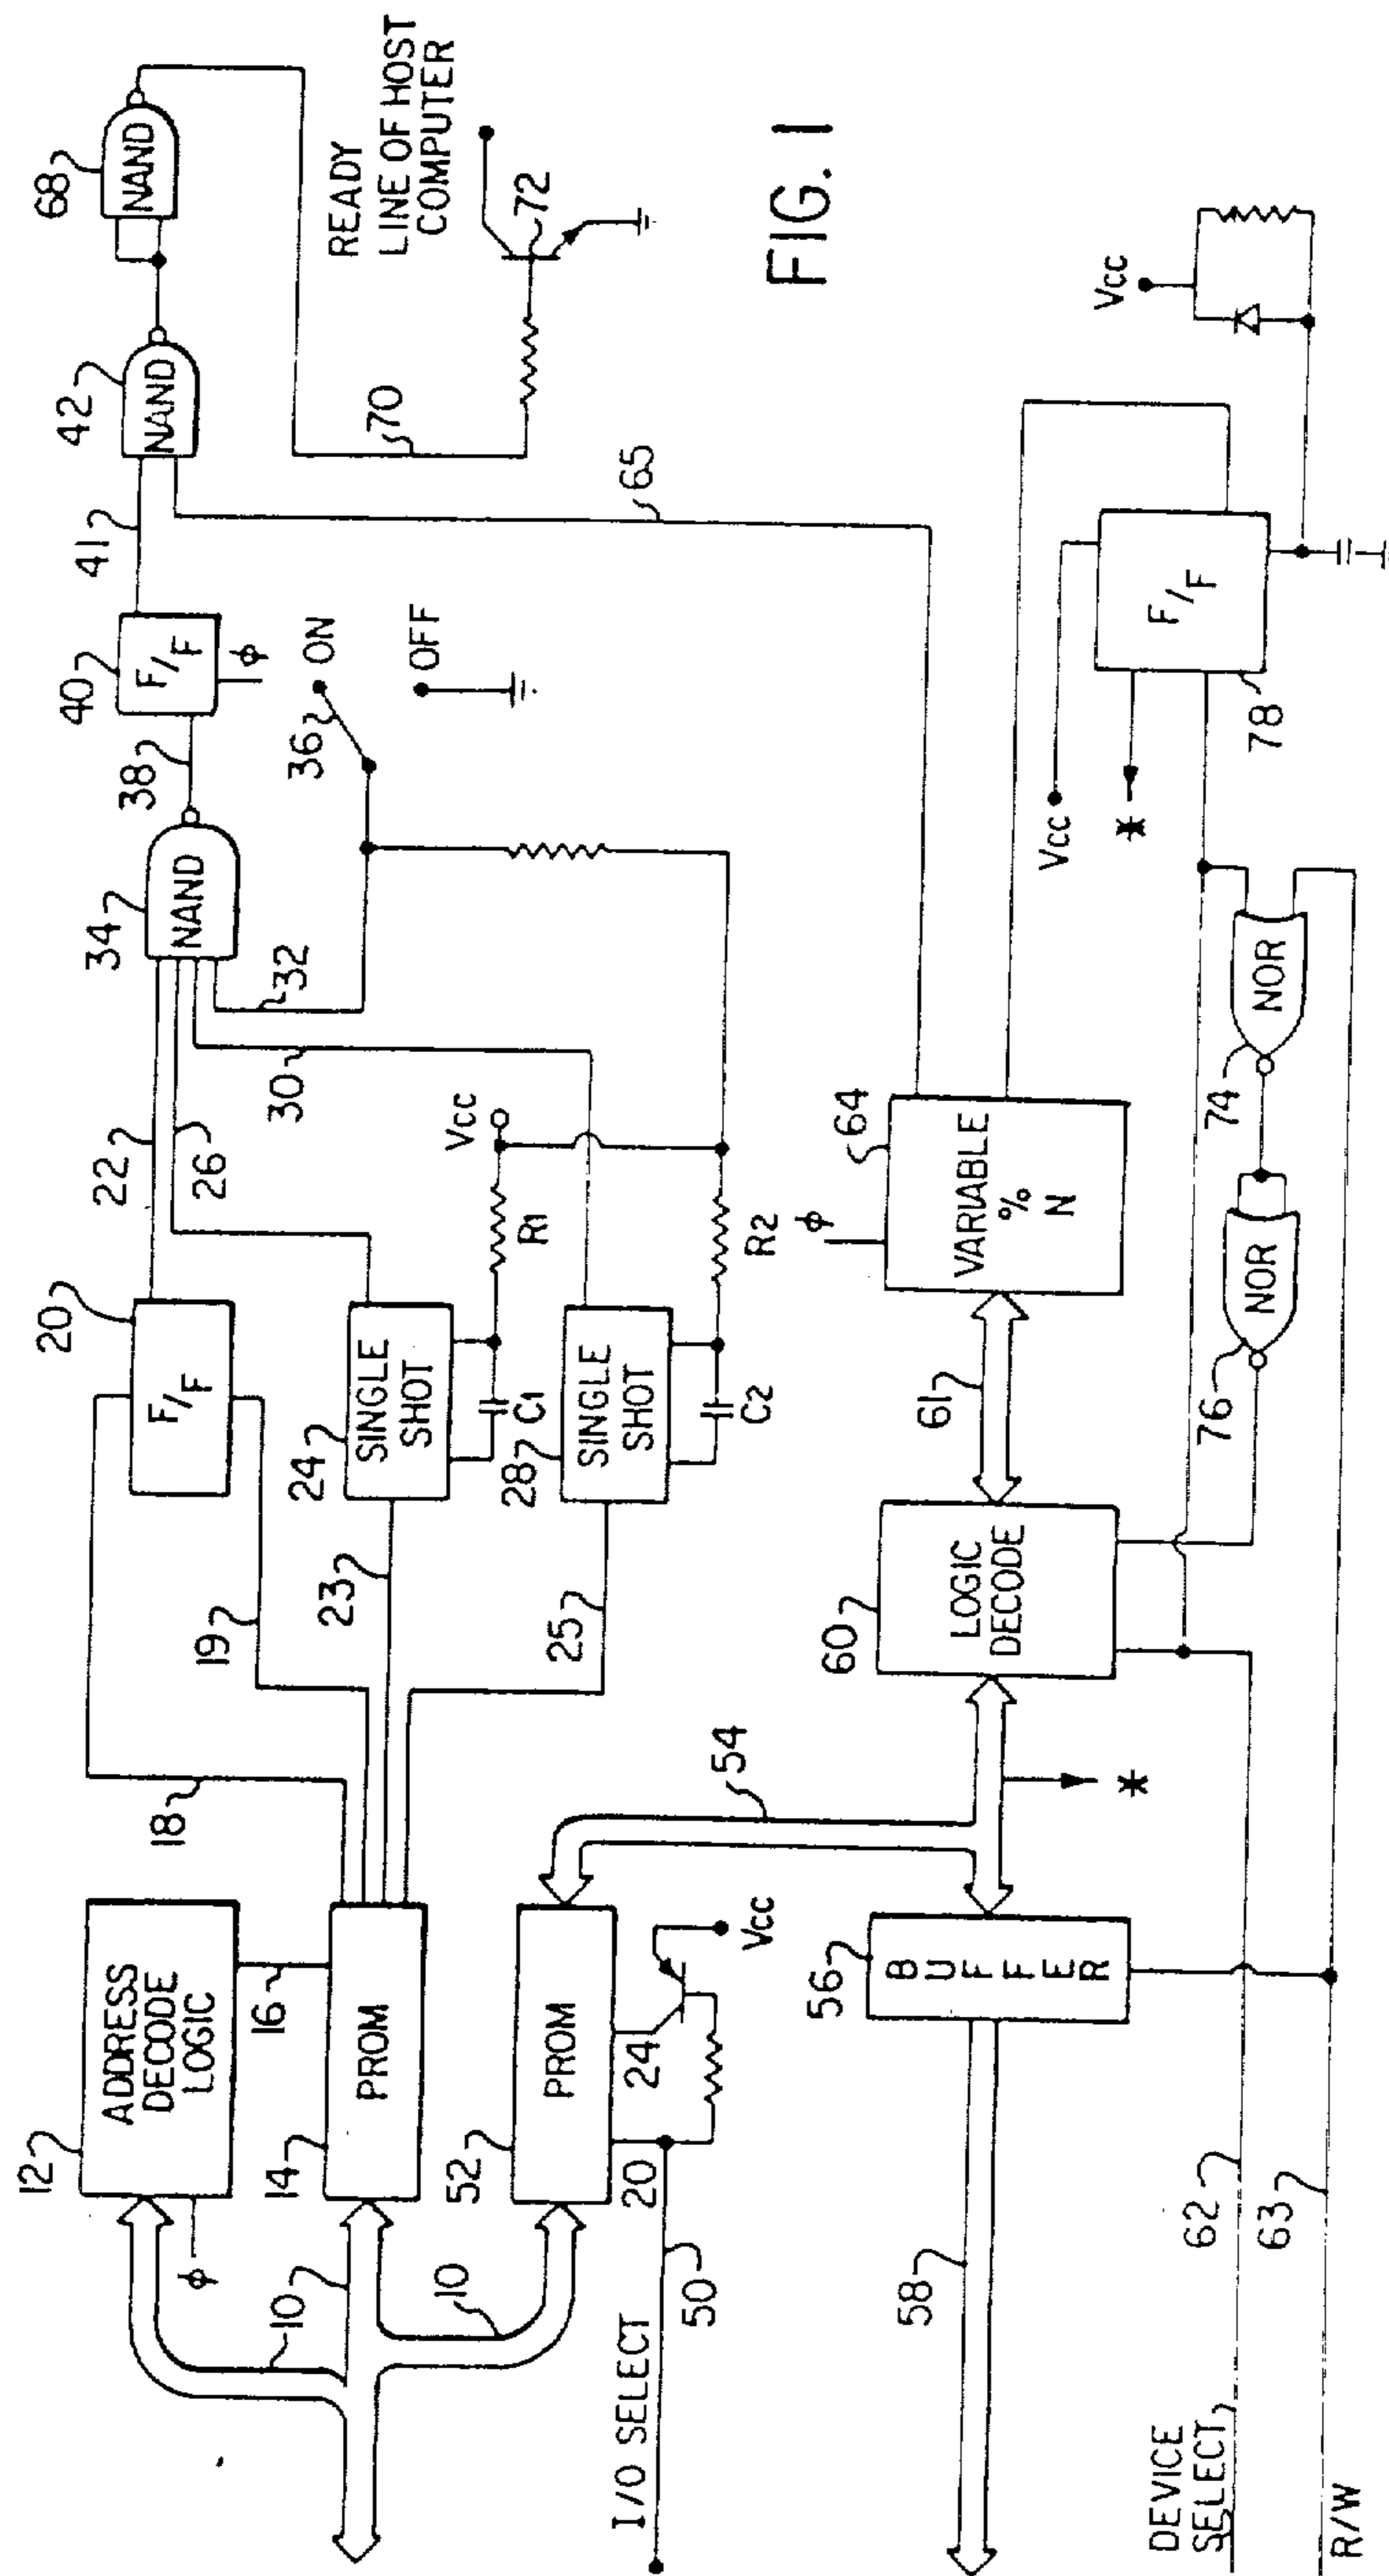 12
ADDRESS
DECODE
LOGIC
ϕ
10
16
14
PROM
10
52
PROM
20
24
Vcc
I/O SELECT
50
18
19
23
25
20
F/F
24
SINGLE
SHOT
C1
R1
Vcc
28
SINGLE
SHOT
C2
R2
22
26
30
32
34
NAND
38
36
ON
OFF
40
F/F
ϕ
41
42
NAND
68
NAND
70
65
READY
LINE OF HOST
COMPUTER
72
FIG. 1
54
56
BUFFER
58
*
60
LOGIC
DECODE
61
64
VARIABLE
%
N
ϕ
Vcc
*
F/F
78
Vcc
74
NOR
76
NOR
DEVICE
SELECT
62
63
R/W